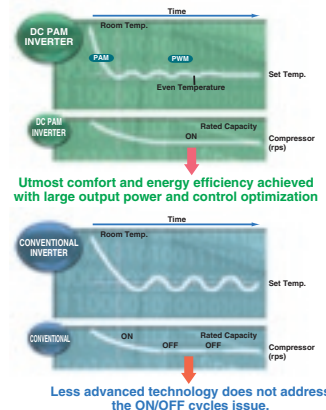 Time
DC PAM
INVERTER
Room Temp.
PAM
PWM
Set Temp.
Even Temperature
DC PAM
INVERTER
Rated Capacity
ON
Compressor
(rps)
Utmost comfort and energy efficiency achieved
with large output power and control optimization
Time
CONVENTIONAL
INVERTER
Room Temp.
Set Temp.
CONVENTIONAL
ON
Rated Capacity
OFF
OFF
Compressor
(rps)
Less advanced technology does not address
the ON/OFF cycles issue.